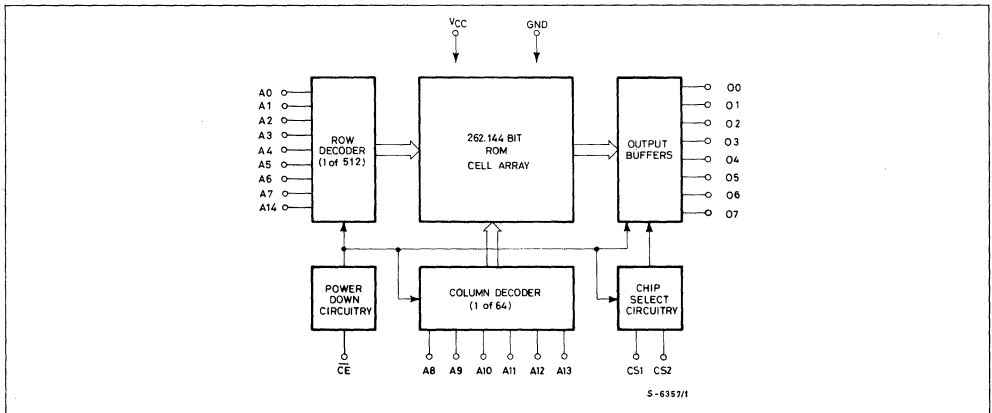 VCC
GND
A0
A1
A2
A3
A4
A5
A6
A7
A14
ROW
DECODER
(1 of 512)
262.144 BIT
ROM
CELL ARRAY
OUTPUT
BUFFERS
O0
O1
O2
O3
O4
O5
O6
O7
POWER
DOWN
CIRCUITRY
COLUMN DECODER
(1 of 64)
CHIP
SELECT
CIRCUITRY
CE
A8 A9 A10 A11 A12 A13
CS1 CS2
S-6357/1